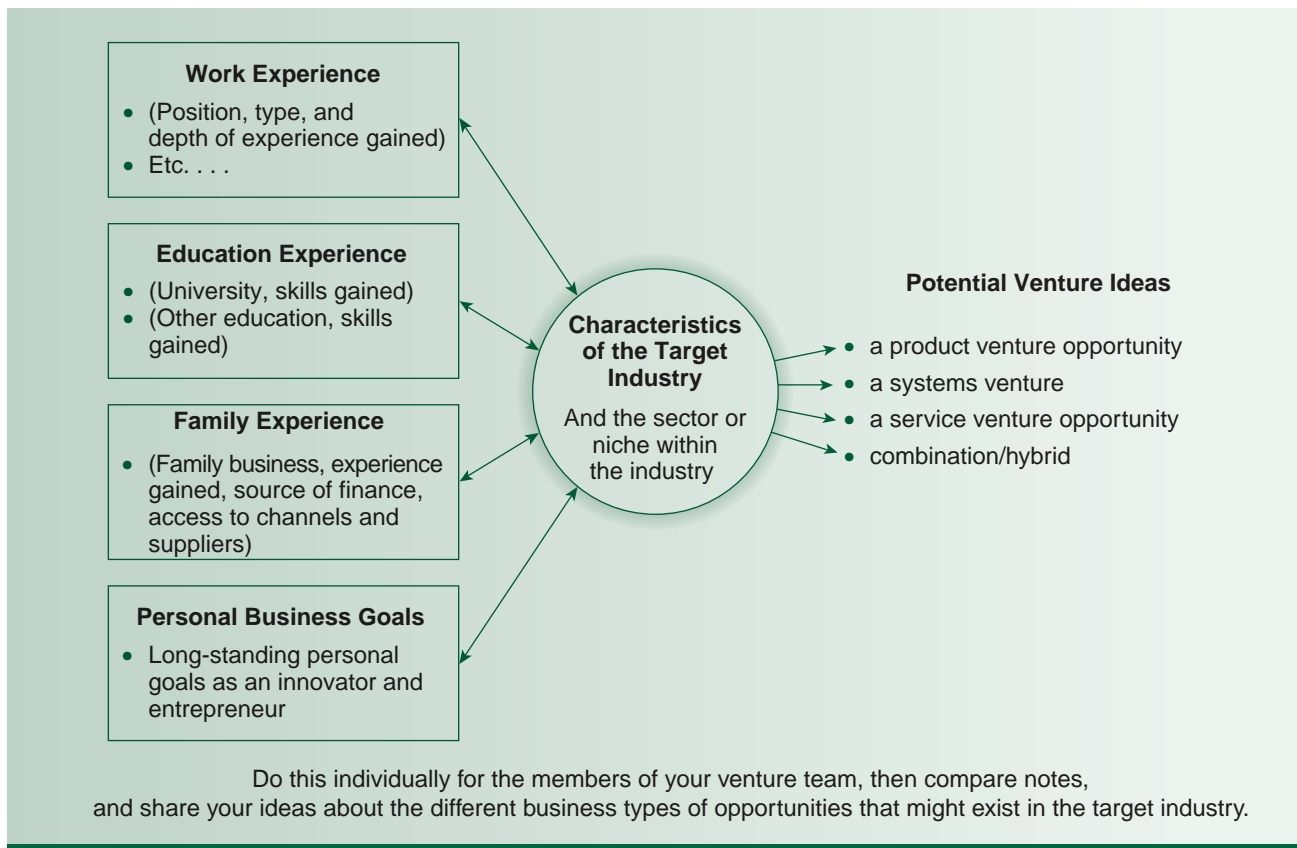 Work Experience
• (Position, type, and
depth of experience gained)
• Etc. . . .
Education Experience
• (University, skills gained)
• (Other education, skills
gained)
Family Experience
• (Family business, experience
gained, source of finance,
access to channels and
suppliers)
Personal Business Goals
• Long-standing personal
goals as an innovator and
entrepreneur
Characteristics
of the Target
Industry
And the sector or
niche within
the industry
Potential Venture Ideas
• a product venture opportunity
• a systems venture
• a service venture opportunity
• combination/hybrid
Do this individually for the members of your venture team, then compare notes,
and share your ideas about the different business types of opportunities that might exist in the target industry.